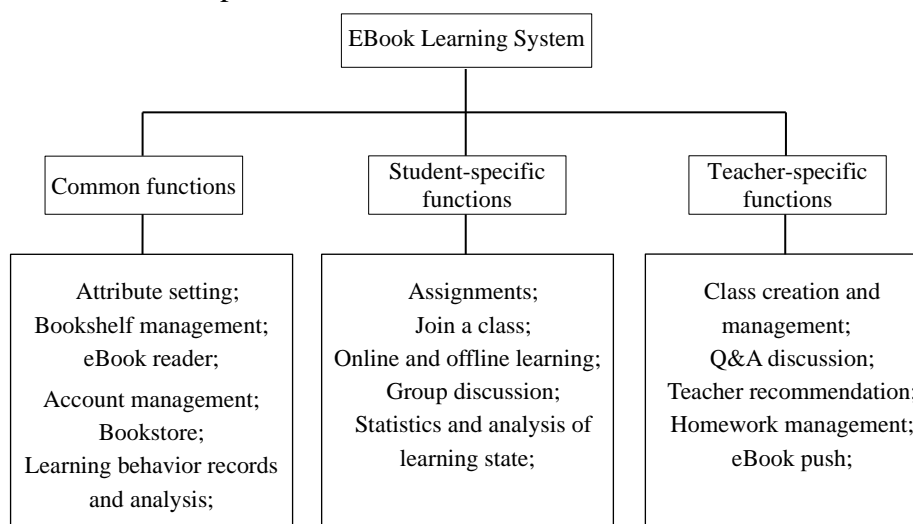 EBook Learning System
Common functions
Student-specific
functions
Teacher-specific
functions
Attribute setting;
Bookshelf management;
eBook reader;
Account management;
Bookstore;
Learning behavior records
and analysis;
Assignments;
Join a class;
Online and offline learning;
Group discussion;
Statistics and analysis of
learning state;
Class creation and
management;
Q&A discussion;
Teacher recommendation;
Homework management;
eBook push;